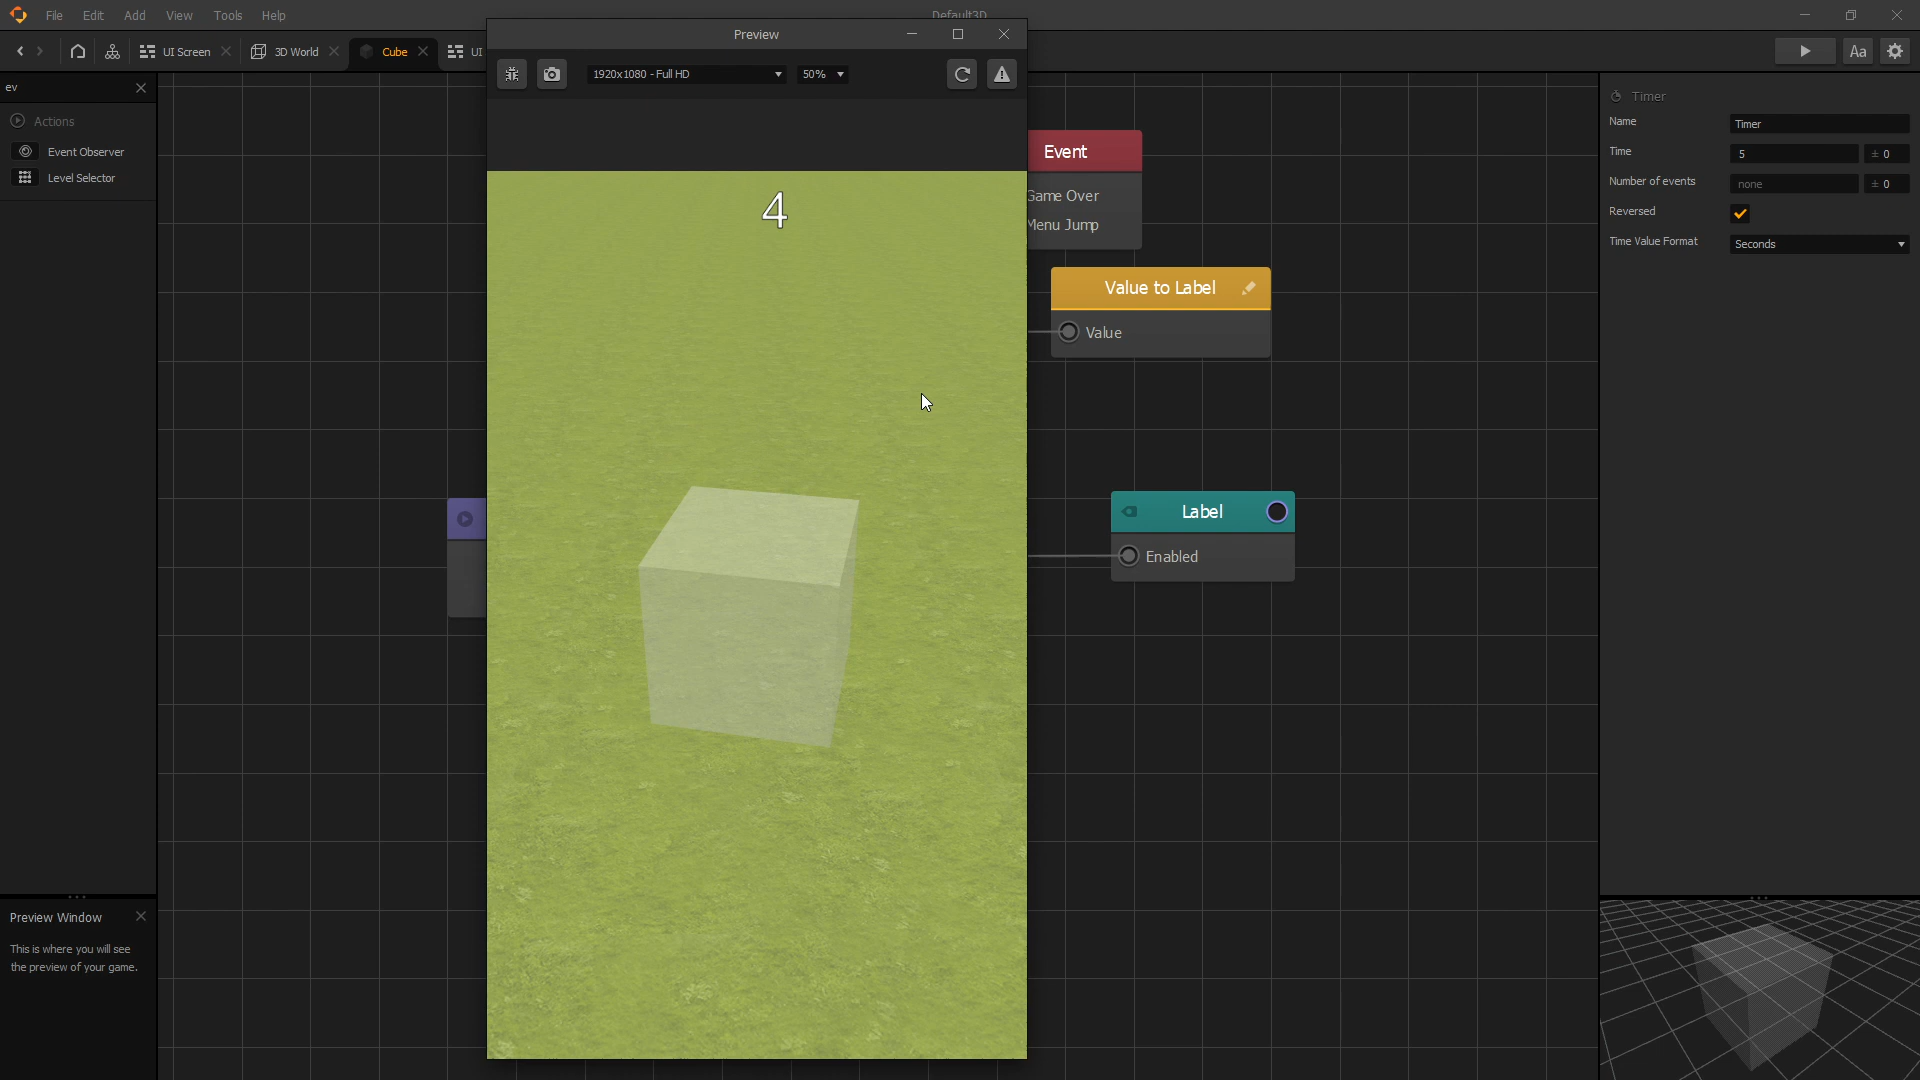 File Edit Add View Tools Help
Default3D
UI Screen
3D World
Cube
UI
Aa
Preview
1920x1080 - Full HD
50%
ev
Actions
Event Observer
Level Selector
4
Event
Game Over
Menu Jump
Value to Label
Value
Label
Enabled
Timer
Name Timer
Time 5 ± 0
Number of events none ± 0
Reversed
Time Value Format Seconds
Preview Window
This is where you will see
the preview of your game.